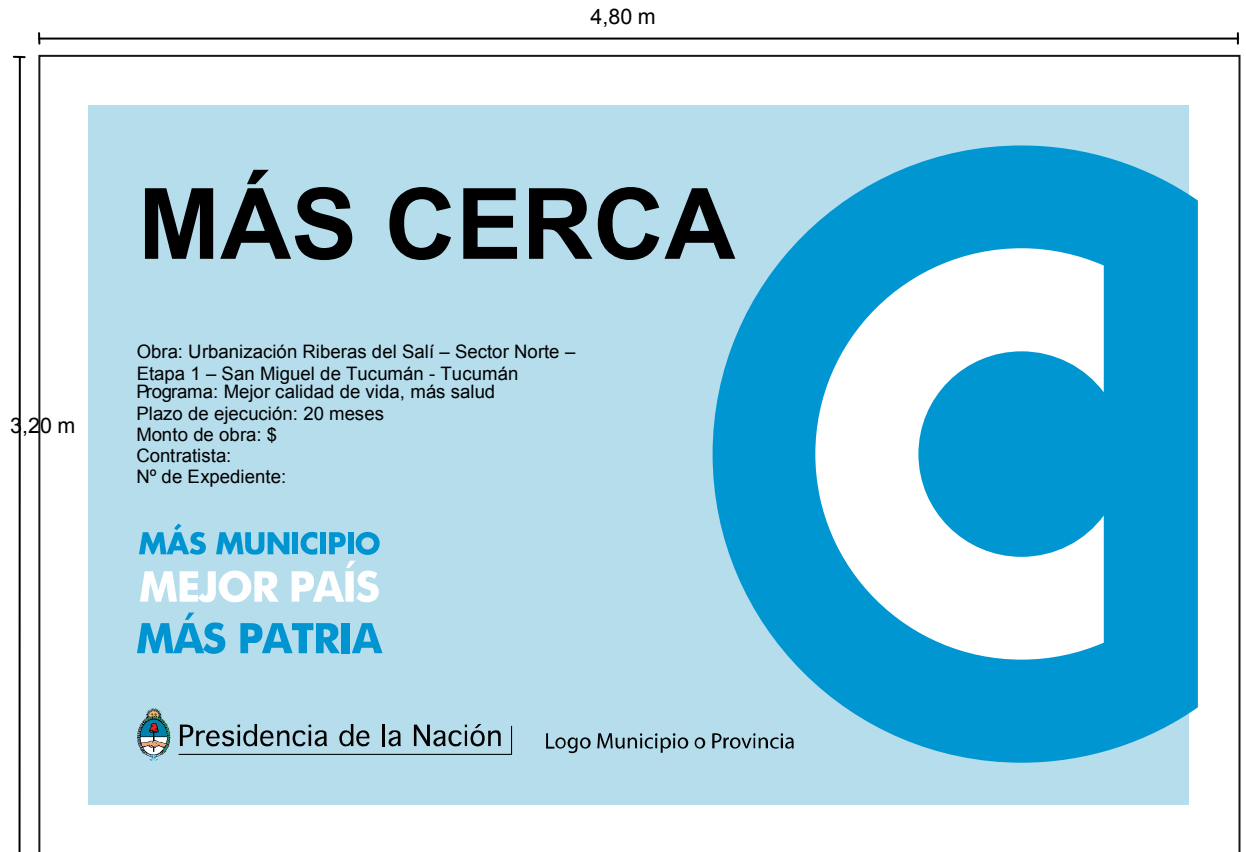 4,80 m
MÁS CERCA
Obra: Urbanización Riberas del Salí – Sector Norte –
Etapa 1 – San Miguel de Tucumán - Tucumán
Programa: Mejor calidad de vida, más salud
Plazo de ejecución: 20 meses
Monto de obra: $
3,20 m
Contratista:
Nº de Expediente:
MÁS MUNICIPIO
MEJOR PAÍS
MÁS PATRIA
Presidencia de la Nación
Logo Municipio o Provincia